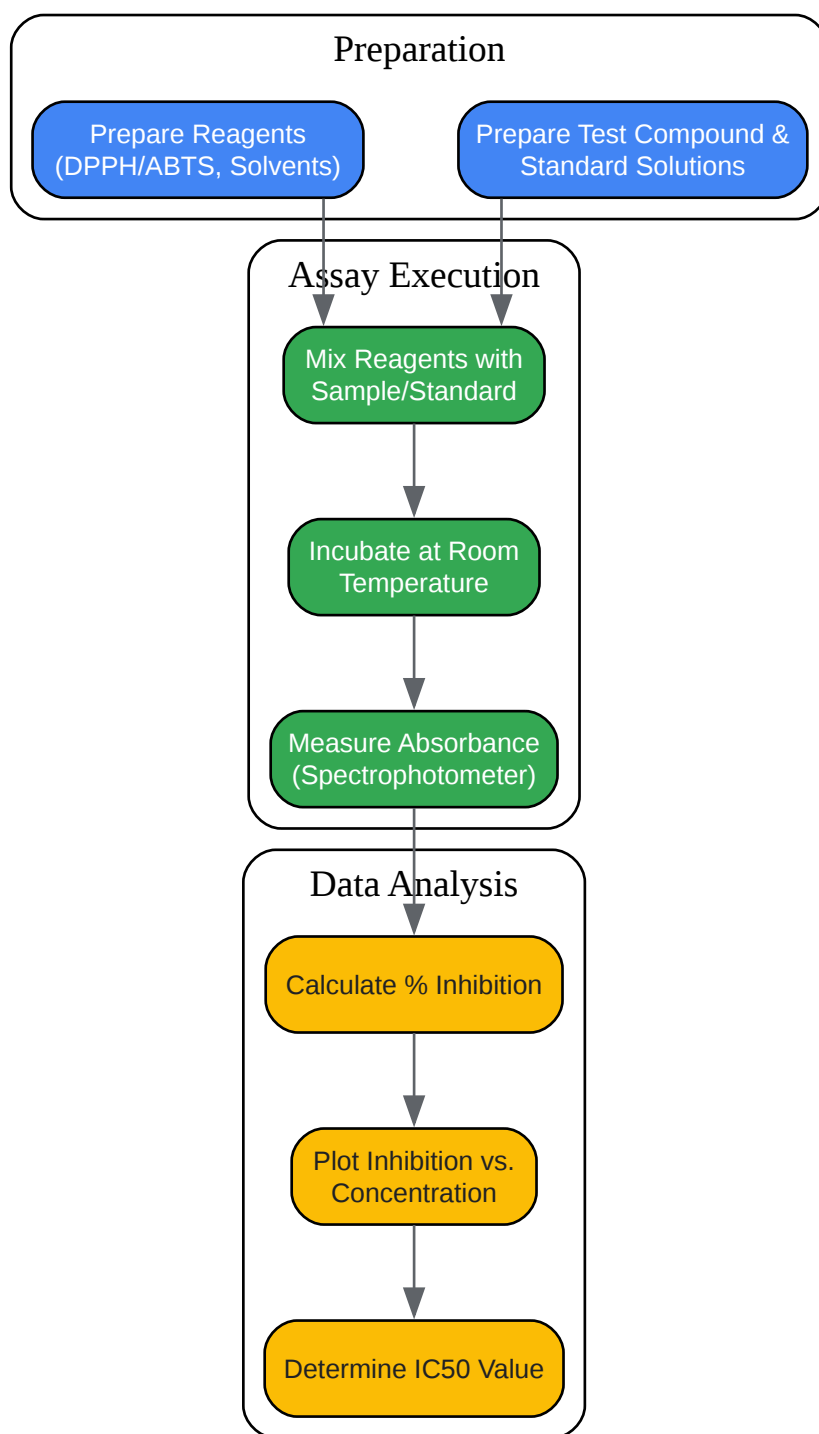 Preparation
Prepare Reagents
(DPPH/ABTS, Solvents)
Prepare Test Compound &
Standard Solutions
Assay Execution
Mix Reagents with
Sample/Standard
Incubate at Room
Temperature
Measure Absorbance
(Spectrophotometer)
Data Analysis
Calculate % Inhibition
Plot Inhibition vs.
Concentration
Determine IC50 Value